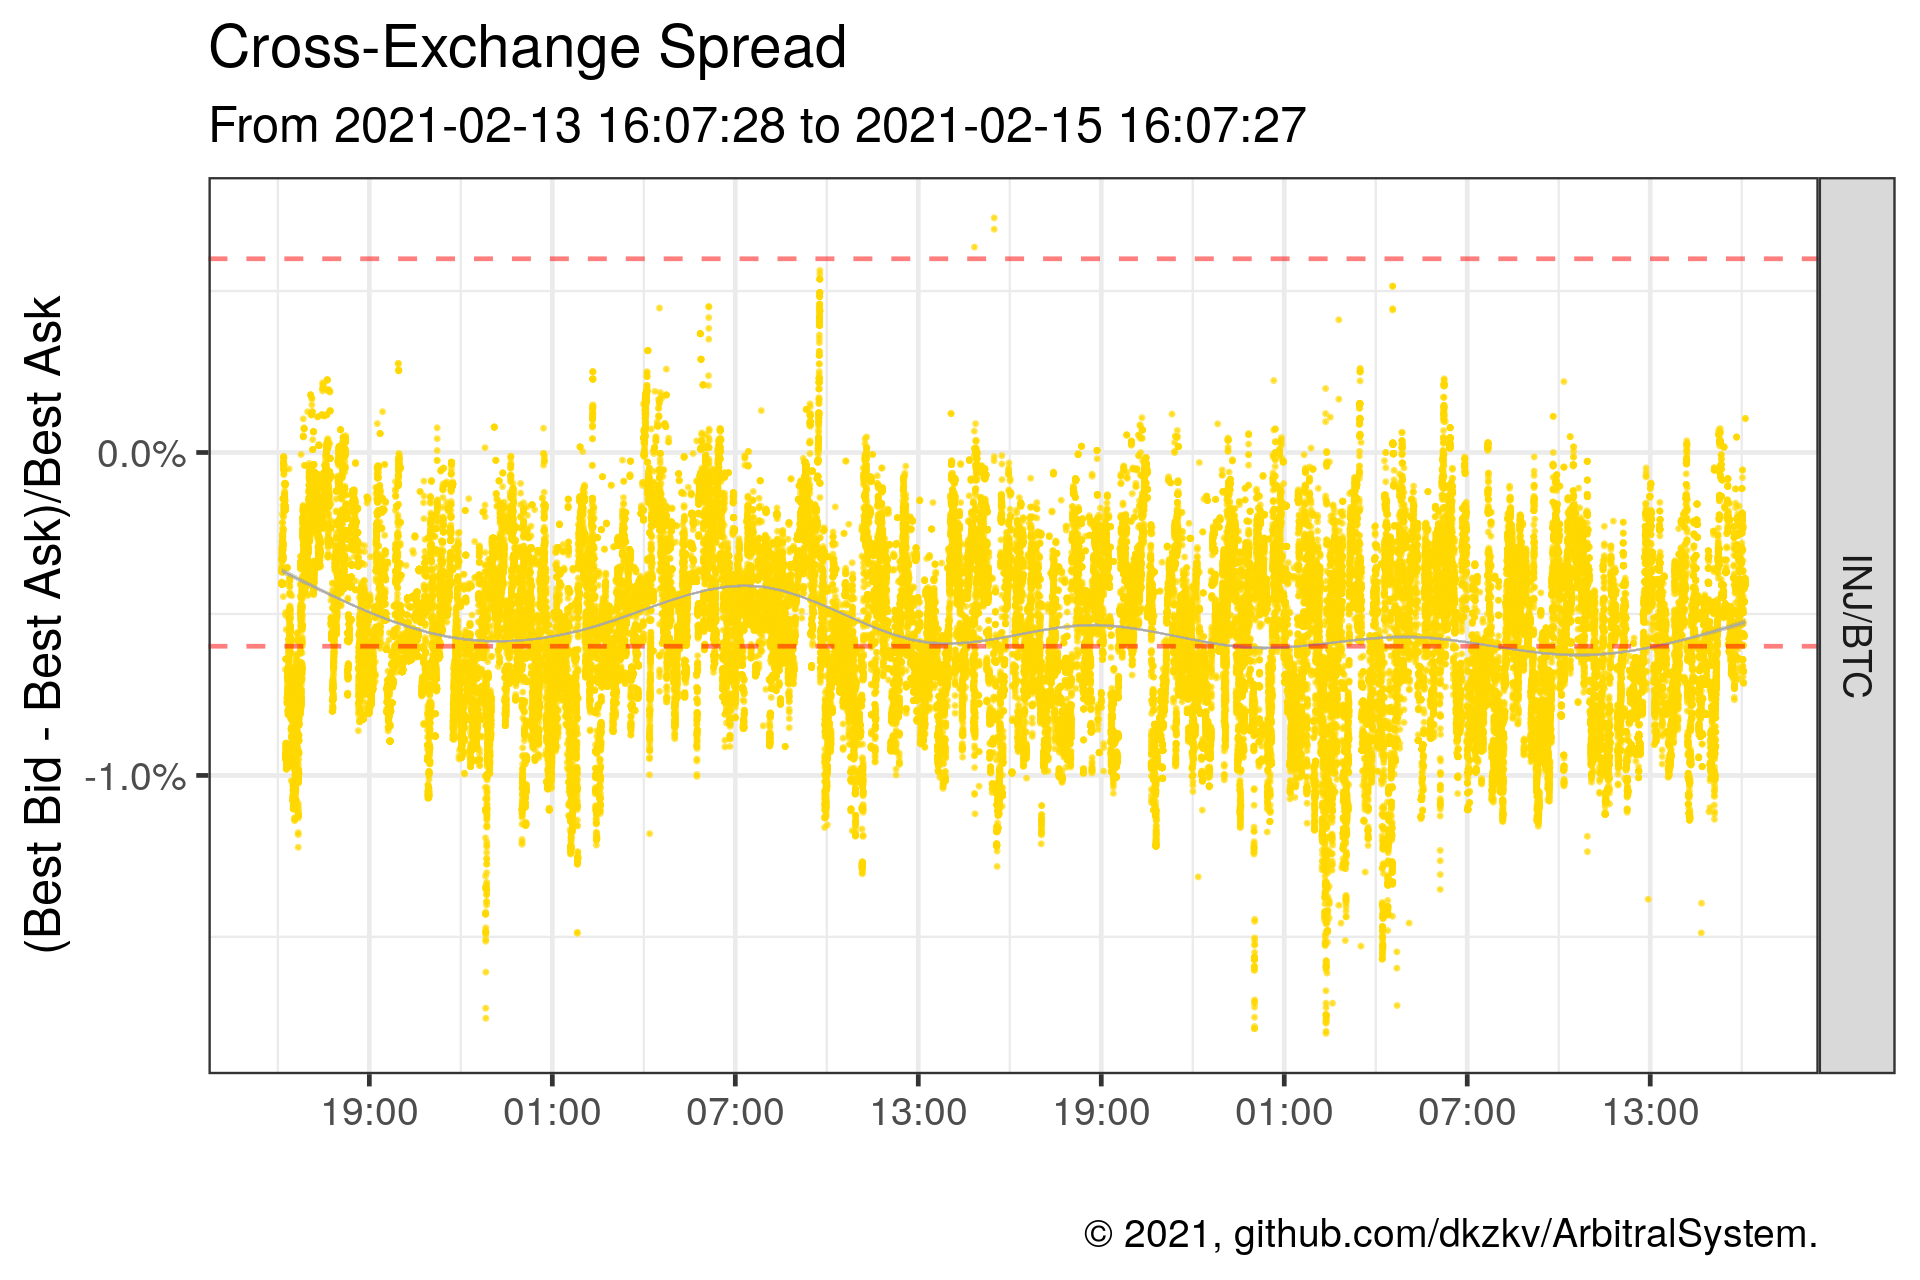 Cross-Exchange Spread
From 2021-02-13 16:07:28 to 2021-02-15 16:07:27
(Best Bid - Best Ask)/Best Ask
0.0%
-1.0%
INJ/BTC
19:00 01:00 07:00 13:00 19:00 01:00 07:00 13:00
© 2021, github.com/dkzkv/ArbitralSystem.